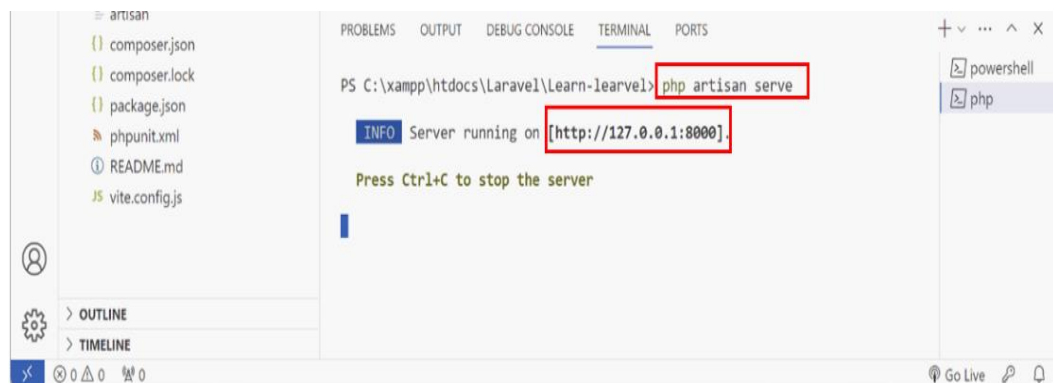 artisan
{} composer.json
{} composer.lock
{} package.json
phpunit.xml
README.md
JS vite.config.js
OUTLINE
TIMELINE
PROBLEMS OUTPUT DEBUG CONSOLE TERMINAL PORTS
PS C:\xampp\htdocs\Laravel\Learn-learvel> php artisan serve
INFO Server running on [http://127.0.0.1:8000].
Press Ctrl+C to stop the server
powershell
php
0 0 0 Go Live